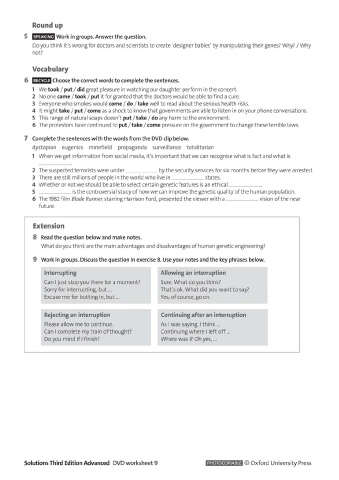 Round up
5 SPEAKING Work in groups. Answer the question.
Do you think it's wrong for doctors and scientists to create 'designer babies' by manipulating their genes? Why? / Why
not?
Vocabulary
6 RECYCLE Choose the correct words to complete the sentences.
1 We took / put / did great pleasure in watching our daughter perform in the concert.
2 No one came / took / put it for granted that the doctors would be able to find a cure.
3 Everyone who smokes would come / do / take well to read about the serious health risks.
4 It might take / put / come as a shock to know that governments are able to listen in on your phone conversations.
5 This range of natural soaps doesn't put / take / do any harm to the environment.
6 The protestors have continued to put / take / come pressure on the government to change these terrible laws.
7 Complete the sentences with the words from the DVD clip below.
dystopian eugenics minefield propaganda surveillance totalitarian
1 When we get information from social media, it's important that we can recognise what is fact and what is
____________.
2 The suspected terrorists were under ____________ by the security services for six months before they were arrested.
3 There are still millions of people in the world who live in ____________ states.
4 Whether or not we should be able to select certain genetic features is an ethical ____________.
5 ____________ is the controversial study of how we can improve the genetic quality of the human population.
6 The 1982 film Blade Runner, starring Harrison Ford, presented the viewer with a ____________ vision of the near
future.
Extension
8 Read the question below and make notes.
What do you think are the main advantages and disadvantages of human genetic engineering?
9 Work in groups. Discuss the question in exercise 8. Use your notes and the key phrases below.
Interrupting
Can I just stop you there for a moment?
Sorry for interrupting, but ...
Excuse me for butting in, but ...
Allowing an interruption
Sure. What do you think?
That's ok. What did you want to say?
Yes, of course, go on.
Rejecting an interruption
Please allow me to continue.
Can I complete my train of thought?
Do you mind if I finish?
Continuing after an interruption
As I was saying, I think ...
Continuing where I left off ...
Where was I? Oh yes, ...
Solutions Third Edition Advanced DVD worksheet 9
PHOTOCOPIABLE © Oxford University Press